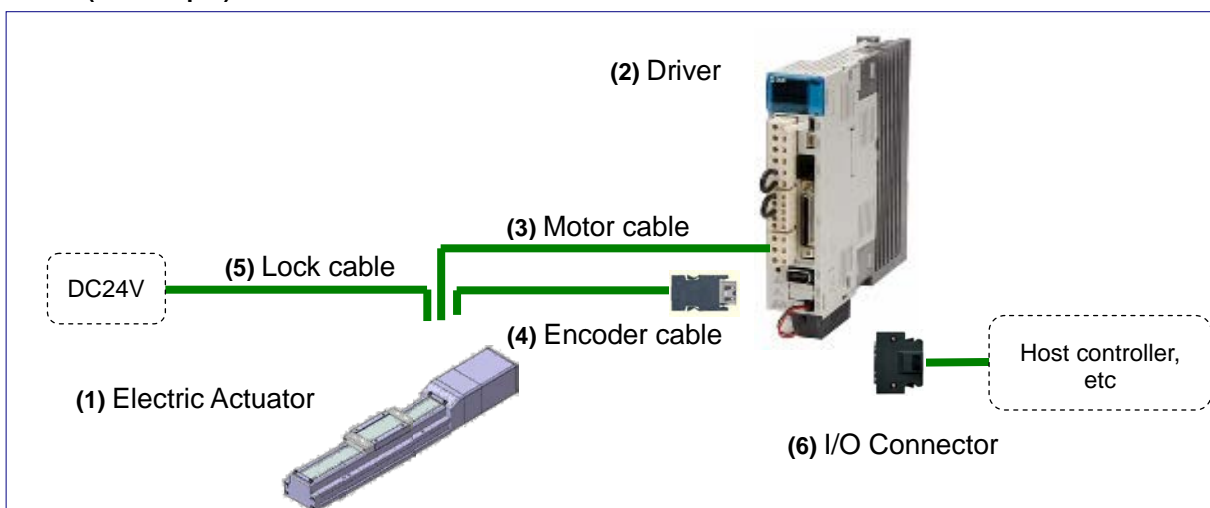 (2) Driver
(3) Motor cable
(5) Lock cable
DC24V
(4) Encoder cable
Host controller,
etc
(1) Electric Actuator
(6) I/O Connector